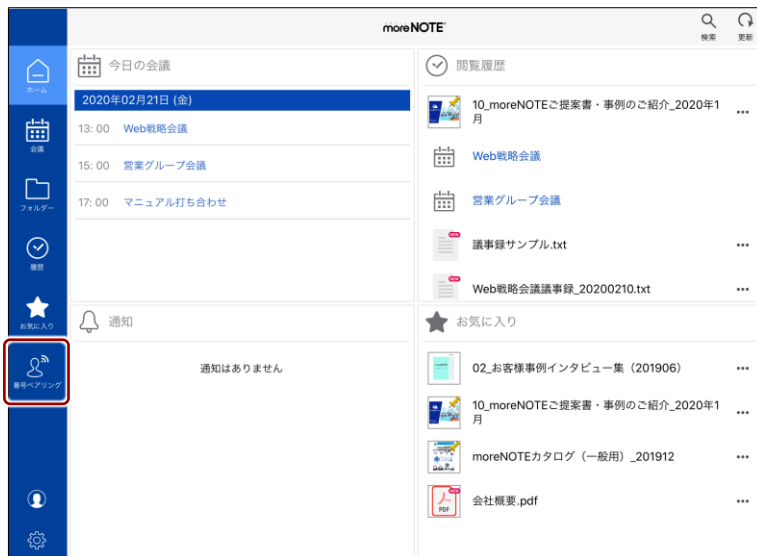 moreNOTE
検索
更新
ホーム
会議
フォルダー
履歴
お気に入り
番号ペアリング
今日の会議
2020年02月21日 (金)
13: 00 Web戦略会議
15: 00 営業グループ会議
17: 00 マニュアル打ち合わせ
閲覧履歴
10_moreNOTEご提案書・事例のご紹介_2020年1
月
Web戦略会議
営業グループ会議
NEW
議事録サンプル.txt
NEW
Web戦略会議議事録_20200210.txt
通知
通知はありません
お気に入り
02_お客様事例インタビュー集（201906）
10_moreNOTEご提案書・事例のご紹介_2020年1
月
moreNOTEカタログ（一般用）_201912
NEW
PDF
会社概要.pdf